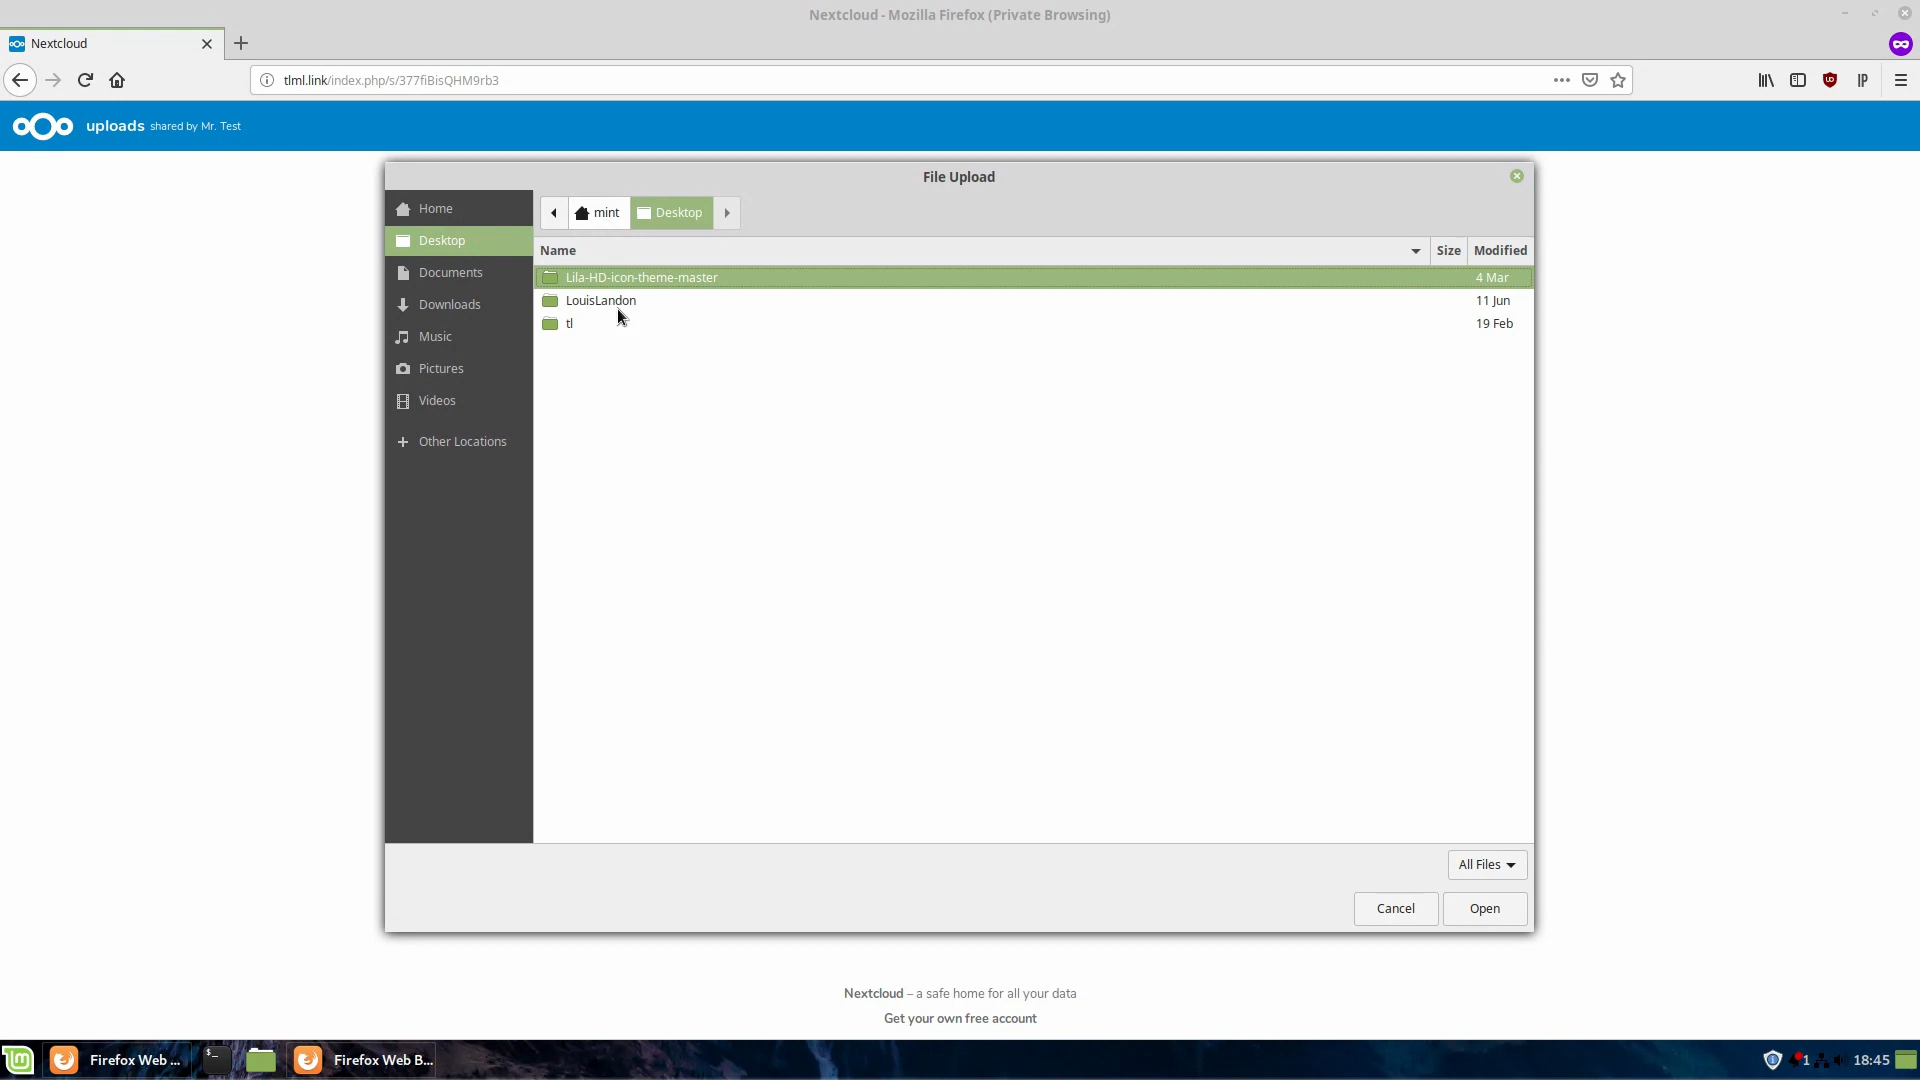 Nextcloud - Mozilla Firefox (Private Browsing)
Nextcloud
tlml.link/index.php/s/377fiBisQHM9rb3
uploads shared by Mr. Test
File Upload
Home
Desktop
Documents
Downloads
Music
Pictures
Videos
Other Locations
mint
Desktop
Name
Size
Modified
Lila-HD-icon-theme-master
4 Mar
LouisLandon
11 Jun
tl
19 Feb
All Files
Cancel
Open
Nextcloud – a safe home for all your data
Get your own free account
Firefox Web ...
Firefox Web B...
1
18:45